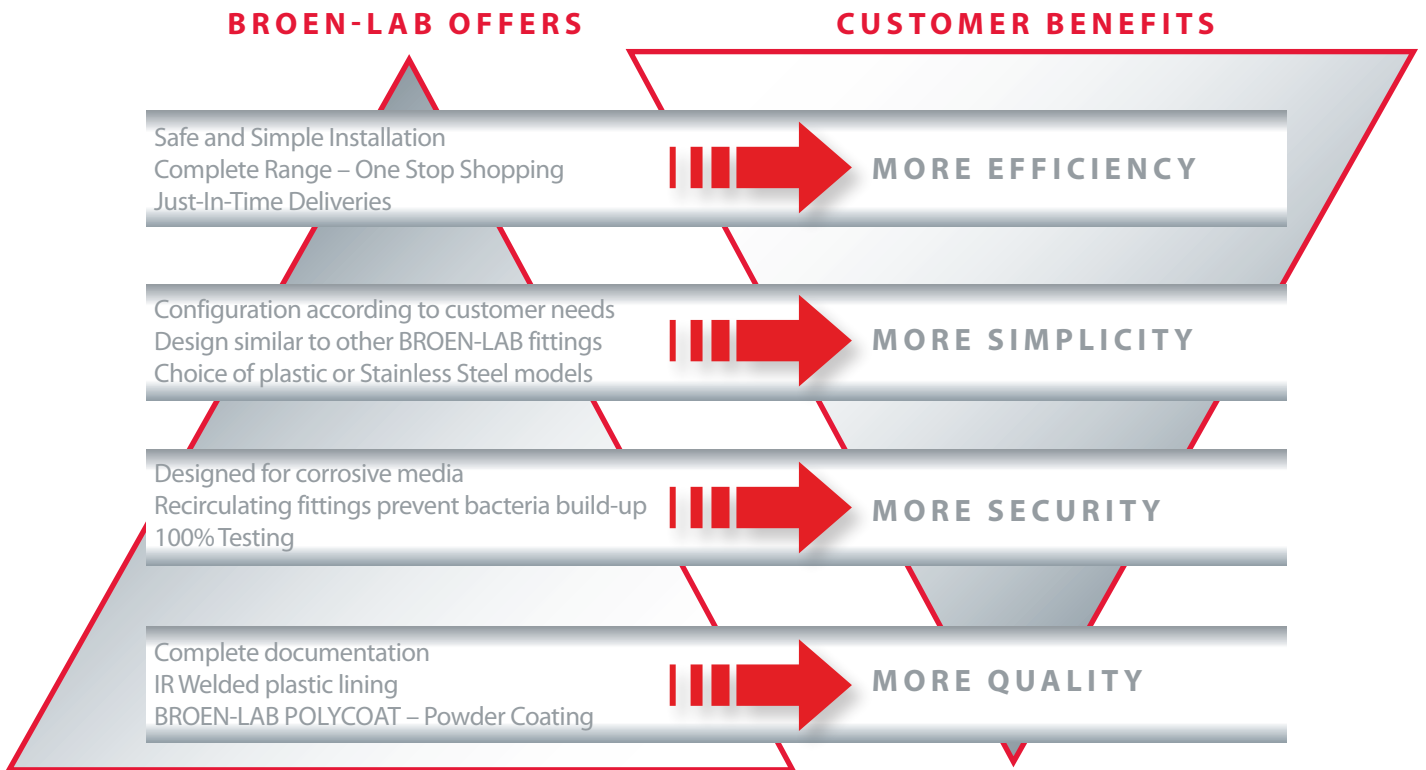 BROEN-LAB OFFERS
CUSTOMER BENEFITS
Safe and Simple Installation
Complete Range – One Stop Shopping
Just-In-Time Deliveries
MORE EFFICIENCY
Configuration according to customer needs
Design similar to other BROEN-LAB fittings
Choice of plastic or Stainless Steel models
MORE SIMPLICITY
Designed for corrosive media
Recirculating fittings prevent bacteria build-up
100% Testing
MORE SECURITY
Complete documentation
IR Welded plastic lining
BROEN-LAB POLYCOAT – Powder Coating
MORE QUALITY